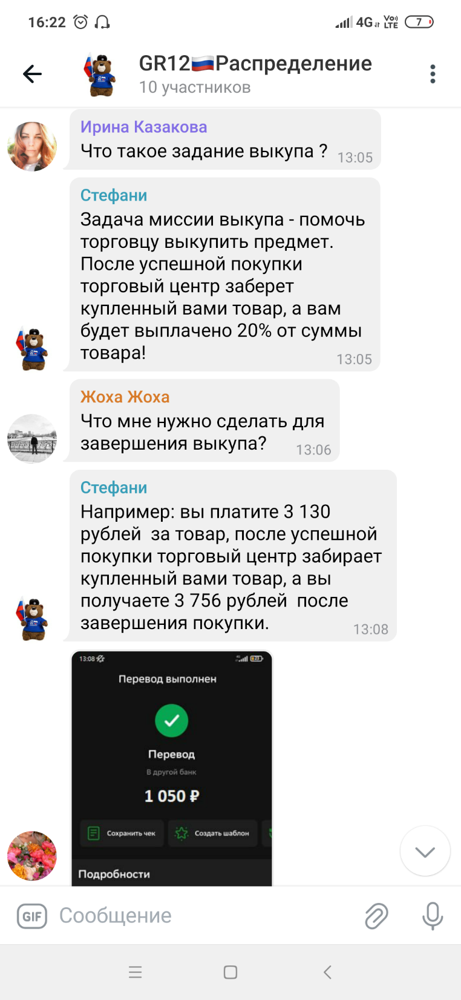 16:22 4G Vo)) LTE 7
GR12🇷🇺Распределение
10 участников
Ирина Казакова
Что такое задание выкупа ? 13:05
Стефани
Задача миссии выкупа - помочь
торговцу выкупить предмет.
После успешной покупки
торговый центр заберет
купленный вами товар, а вам
будет выплачено 20% от суммы
товара! 13:05
Жоха Жоха
Что мне нужно сделать для
завершения выкупа? 13:06
Стефани
Например: вы платите 3 130
рублей за товар, после успешной
покупки торговый центр забирает
купленный вами товар, а вы
получаете 3 756 рублей после
завершения покупки. 13:08
13:08 4G 23
Перевод выполнен
Перевод
В другой банк
1 050 ₽
Сохранить чек Создать шаблон
Подробности
GIF Сообщение